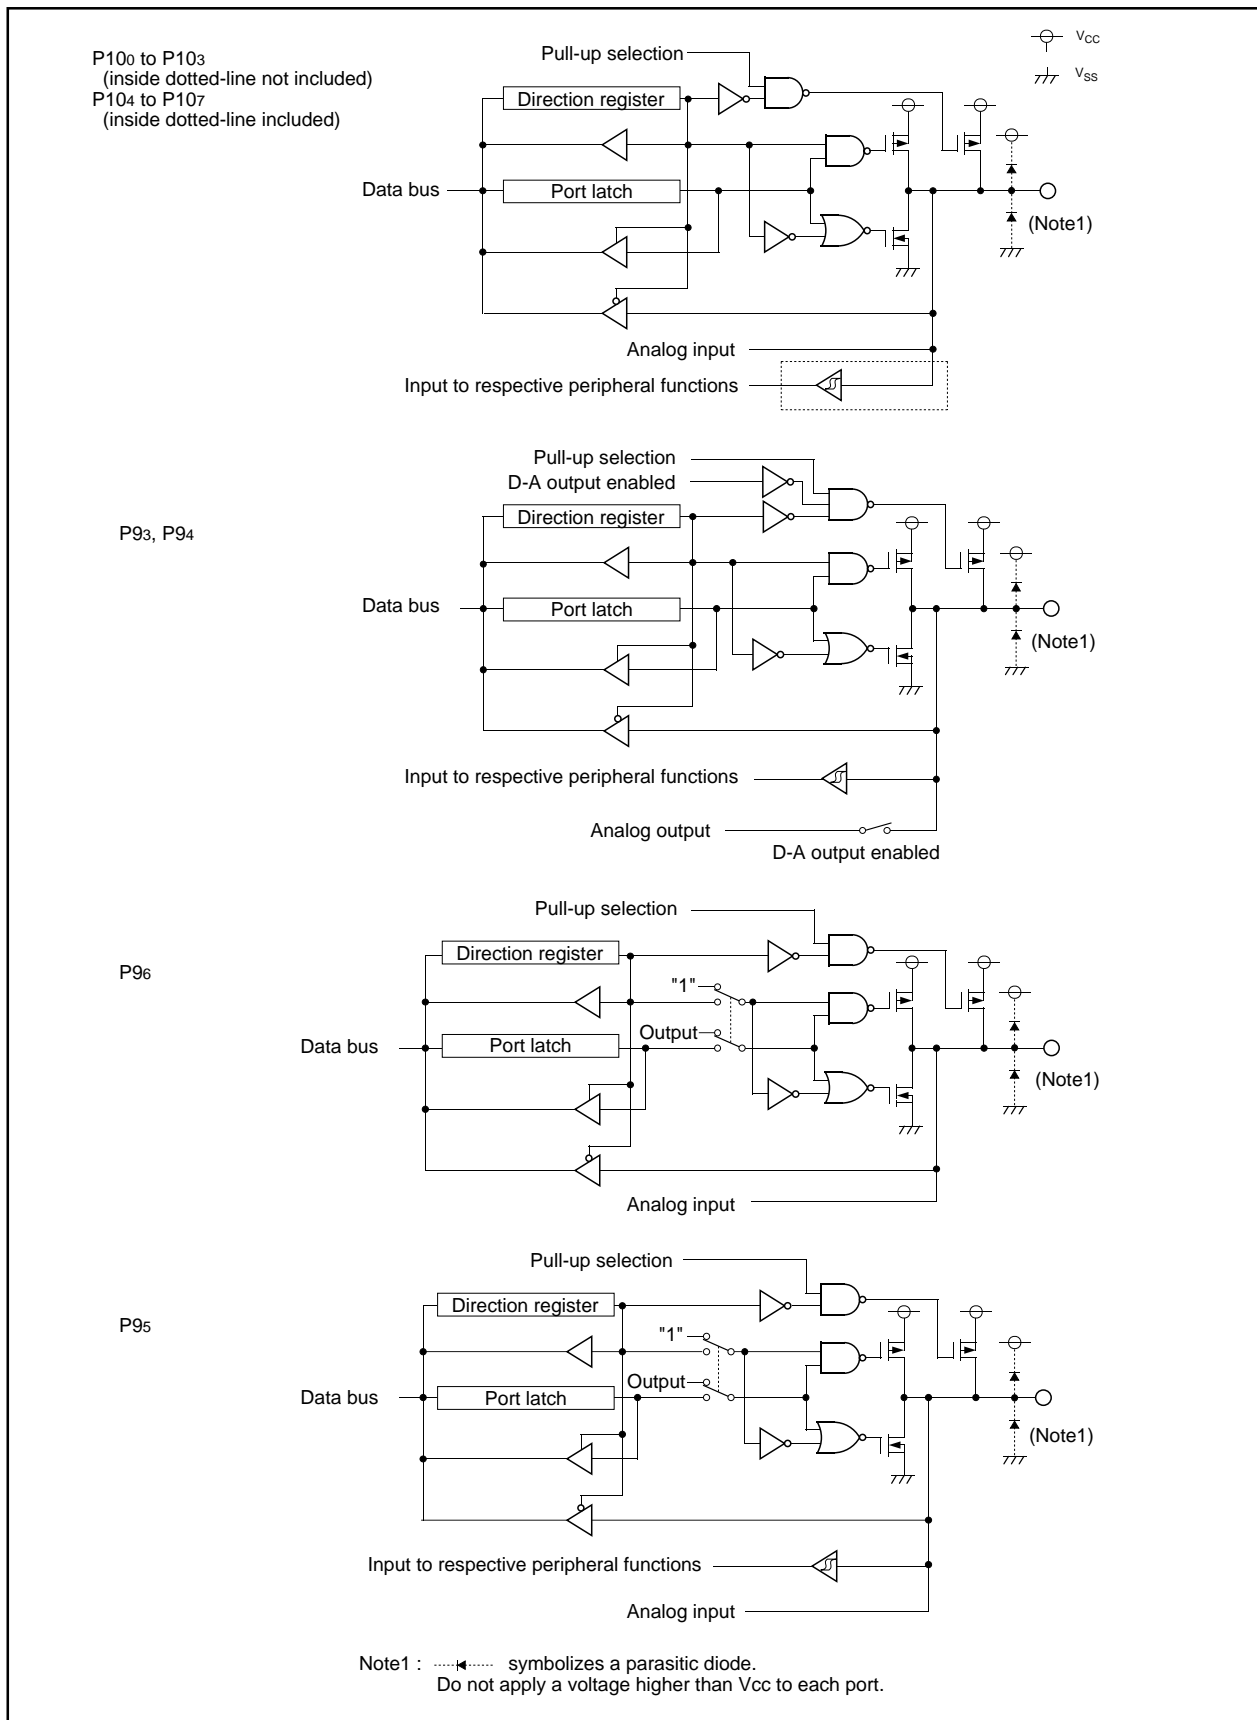 VCC
VSS
P100 to P103
(inside dotted-line not included)
P104 to P107
(inside dotted-line included)
Pull-up selection
Direction register
Data bus
Port latch
(Note1)
Analog input
Input to respective peripheral functions
P93, P94
Pull-up selection
D-A output enabled
Direction register
Data bus
Port latch
(Note1)
Input to respective peripheral functions
Analog output
D-A output enabled
P96
Pull-up selection
Direction register
"1"
Output
Data bus
Port latch
(Note1)
Analog input
P95
Pull-up selection
Direction register
"1"
Output
Data bus
Port latch
(Note1)
Input to respective peripheral functions
Analog input
Note1 : symbolizes a parasitic diode.
Do not apply a voltage higher than Vcc to each port.